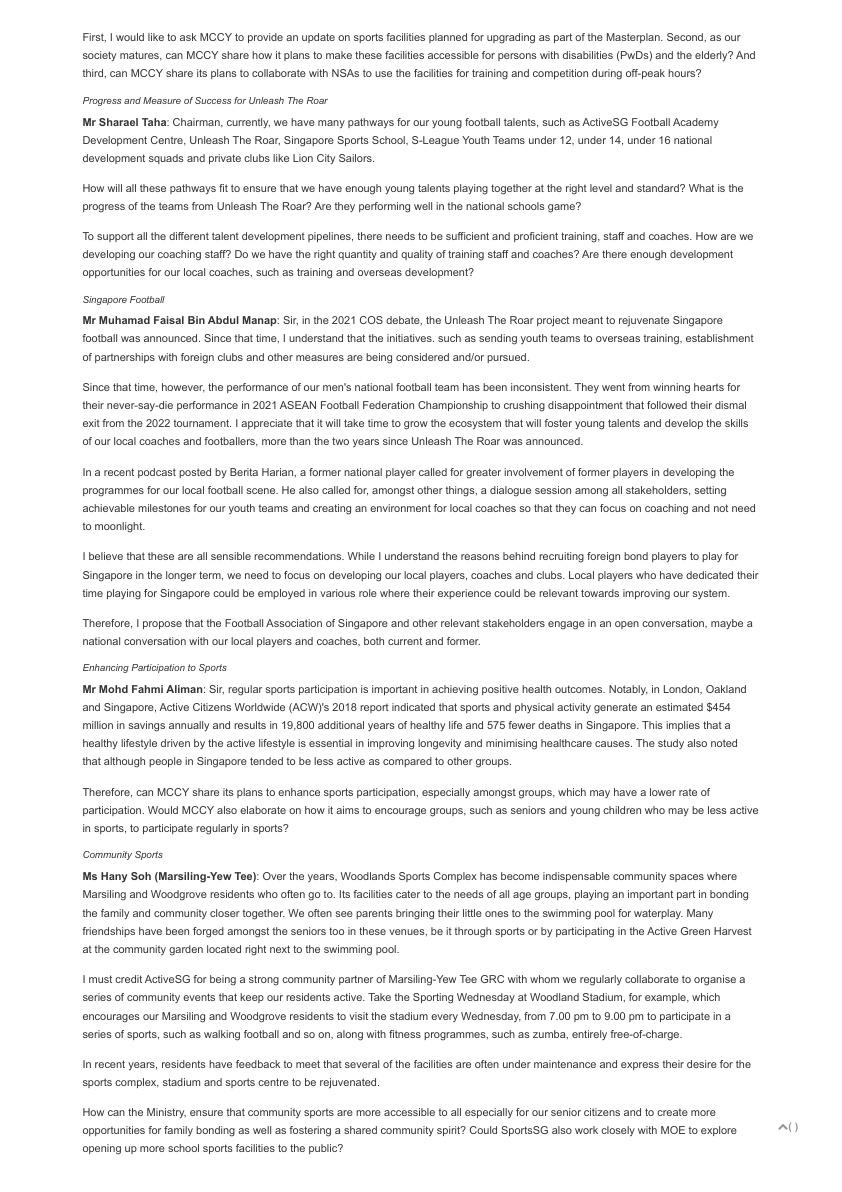 First, I would like to ask MCCY to provide an update on sports facilities planned for upgrading as part of the Masterplan. Second, as our
society matures, can MCCY share how it plans to make these facilities accessible for persons with disabilities (PwDs) and the elderly? And
third, can MCCY share its plans to collaborate with NSAs to use the facilities for training and competition during off-peak hours?
Progress and Measure of Success for Unleash The Roar
Mr Sharael Taha: Chairman, currently, we have many pathways for our young football talents, such as ActiveSG Football Academy
Development Centre, Unleash The Roar, Singapore Sports School, S-League Youth Teams under 12, under 14, under 16 national
development squads and private clubs like Lion City Sailors.
How will all these pathways fit to ensure that we have enough young talents playing together at the right level and standard? What is the
progress of the teams from Unleash The Roar? Are they performing well in the national schools game?
To support all the different talent development pipelines, there needs to be sufficient and proficient training, staff and coaches. How are we
developing our coaching staff? Do we have the right quantity and quality of training staff and coaches? Are there enough development
opportunities for our local coaches, such as training and overseas development?
Singapore Football
Mr Muhamad Faisal Bin Abdul Manap: Sir, in the 2021 COS debate, the Unleash The Roar project meant to rejuvenate Singapore
football was announced. Since that time, I understand that the initiatives. such as sending youth teams to overseas training, establishment
of partnerships with foreign clubs and other measures are being considered and/or pursued.
Since that time, however, the performance of our men's national football team has been inconsistent. They went from winning hearts for
their never-say-die performance in 2021 ASEAN Football Federation Championship to crushing disappointment that followed their dismal
exit from the 2022 tournament. I appreciate that it will take time to grow the ecosystem that will foster young talents and develop the skills
of our local coaches and footballers, more than the two years since Unleash The Roar was announced.
In a recent podcast posted by Berita Harian, a former national player called for greater involvement of former players in developing the
programmes for our local football scene. He also called for, amongst other things, a dialogue session among all stakeholders, setting
achievable milestones for our youth teams and creating an environment for local coaches so that they can focus on coaching and not need
to moonlight.
I believe that these are all sensible recommendations. While I understand the reasons behind recruiting foreign bond players to play for
Singapore in the longer term, we need to focus on developing our local players, coaches and clubs. Local players who have dedicated their
time playing for Singapore could be employed in various role where their experience could be relevant towards improving our system.
Therefore, I propose that the Football Association of Singapore and other relevant stakeholders engage in an open conversation, maybe a
national conversation with our local players and coaches, both current and former.
Enhancing Participation to Sports
Mr Mohd Fahmi Aliman: Sir, regular sports participation is important in achieving positive health outcomes. Notably, in London, Oakland
and Singapore, Active Citizens Worldwide (ACW)'s 2018 report indicated that sports and physical activity generate an estimated $454
million in savings annually and results in 19,800 additional years of healthy life and 575 fewer deaths in Singapore. This implies that a
healthy lifestyle driven by the active lifestyle is essential in improving longevity and minimising healthcare causes. The study also noted
that although people in Singapore tended to be less active as compared to other groups.
Therefore, can MCCY share its plans to enhance sports participation, especially amongst groups, which may have a lower rate of
participation. Would MCCY also elaborate on how it aims to encourage groups, such as seniors and young children who may be less active
in sports, to participate regularly in sports?
Community Sports
Ms Hany Soh (Marsiling-Yew Tee): Over the years, Woodlands Sports Complex has become indispensable community spaces where
Marsiling and Woodgrove residents who often go to. Its facilities cater to the needs of all age groups, playing an important part in bonding
the family and community closer together. We often see parents bringing their little ones to the swimming pool for waterplay. Many
friendships have been forged amongst the seniors too in these venues, be it through sports or by participating in the Active Green Harvest
at the community garden located right next to the swimming pool.
I must credit ActiveSG for being a strong community partner of Marsiling-Yew Tee GRC with whom we regularly collaborate to organise a
series of community events that keep our residents active. Take the Sporting Wednesday at Woodland Stadium, for example, which
encourages our Marsiling and Woodgrove residents to visit the stadium every Wednesday, from 7.00 pm to 9.00 pm to participate in a
series of sports, such as walking football and so on, along with fitness programmes, such as zumba, entirely free-of-charge.
In recent years, residents have feedback to meet that several of the facilities are often under maintenance and express their desire for the
sports complex, stadium and sports centre to be rejuvenated.
How can the Ministry, ensure that community sports are more accessible to all especially for our senior citizens and to create more
opportunities for family bonding as well as fostering a shared community spirit? Could SportsSG also work closely with MOE to explore
opening up more school sports facilities to the public?
( )